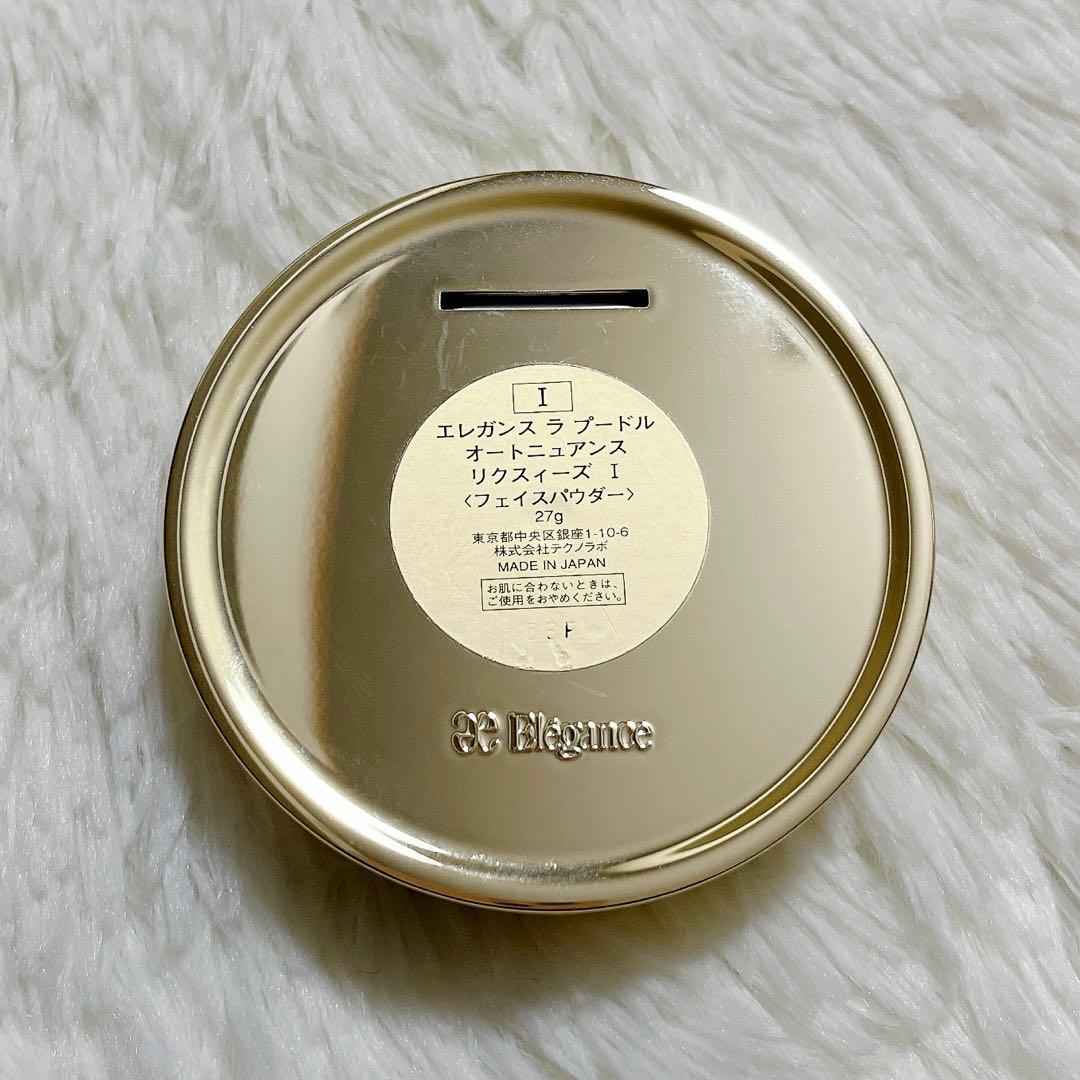 I
エレガンス ラ プードル
オートニュアンス
リクスィーズ I
〈フェイスパウダー〉
27g
東京都中央区銀座1-10-6
株式会社テクノラボ
MADE IN JAPAN
お肌に合わないときは、
ご使用をおやめください。
Elégance